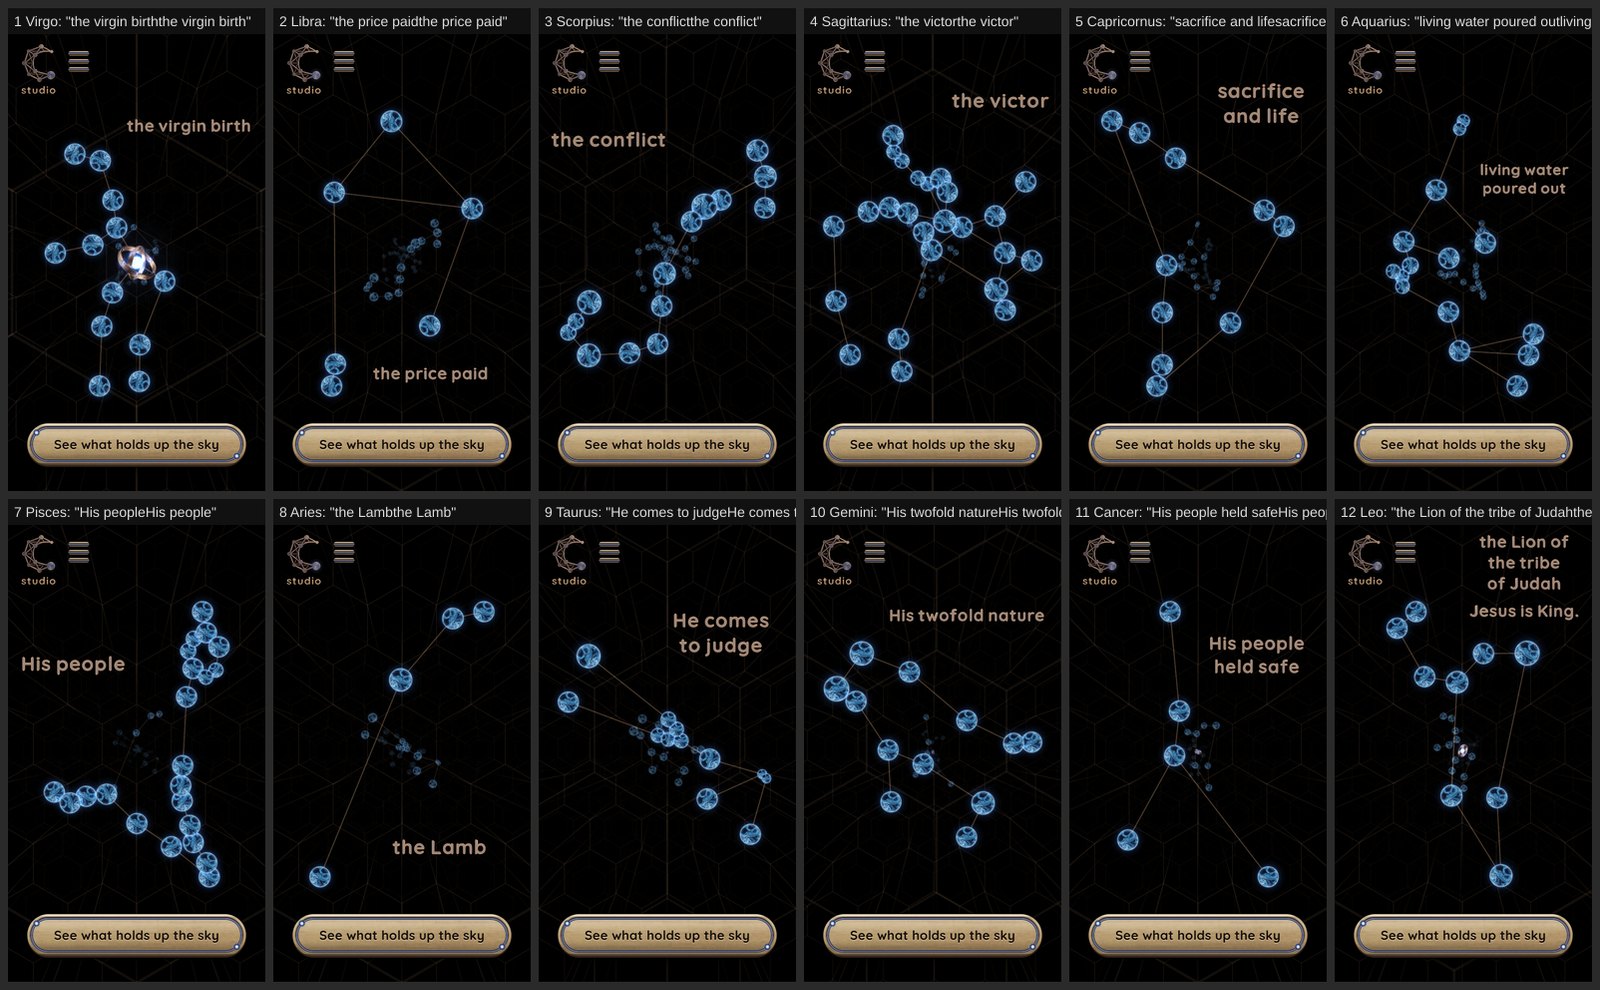 1 Virgo: "the virgin birththe virgin birth"
studio
the virgin birth
See what holds up the sky
2 Libra: "the price paidthe price paid"
studio
the price paid
See what holds up the sky
3 Scorpius: "the conflictthe conflict"
studio
the conflict
See what holds up the sky
4 Sagittarius: "the victorthe victor"
studio
the victor
See what holds up the sky
5 Capricornus: "sacrifice and lifesacrifice
studio
sacrifice
and life
See what holds up the sky
6 Aquarius: "living water poured outliving
studio
living water
poured out
See what holds up the sky
7 Pisces: "His peopleHis people"
studio
His people
See what holds up the sky
8 Aries: "the Lambthe Lamb"
studio
the Lamb
See what holds up the sky
9 Taurus: "He comes to judgeHe comes t
studio
He comes
to judge
See what holds up the sky
10 Gemini: "His twofold natureHis twofold
studio
His twofold nature
See what holds up the sky
11 Cancer: "His people held safeHis peop
studio
His people
held safe
See what holds up the sky
12 Leo: "the Lion of the tribe of Judahthe
studio
the Lion of
the tribe
of Judah
Jesus is King.
See what holds up the sky